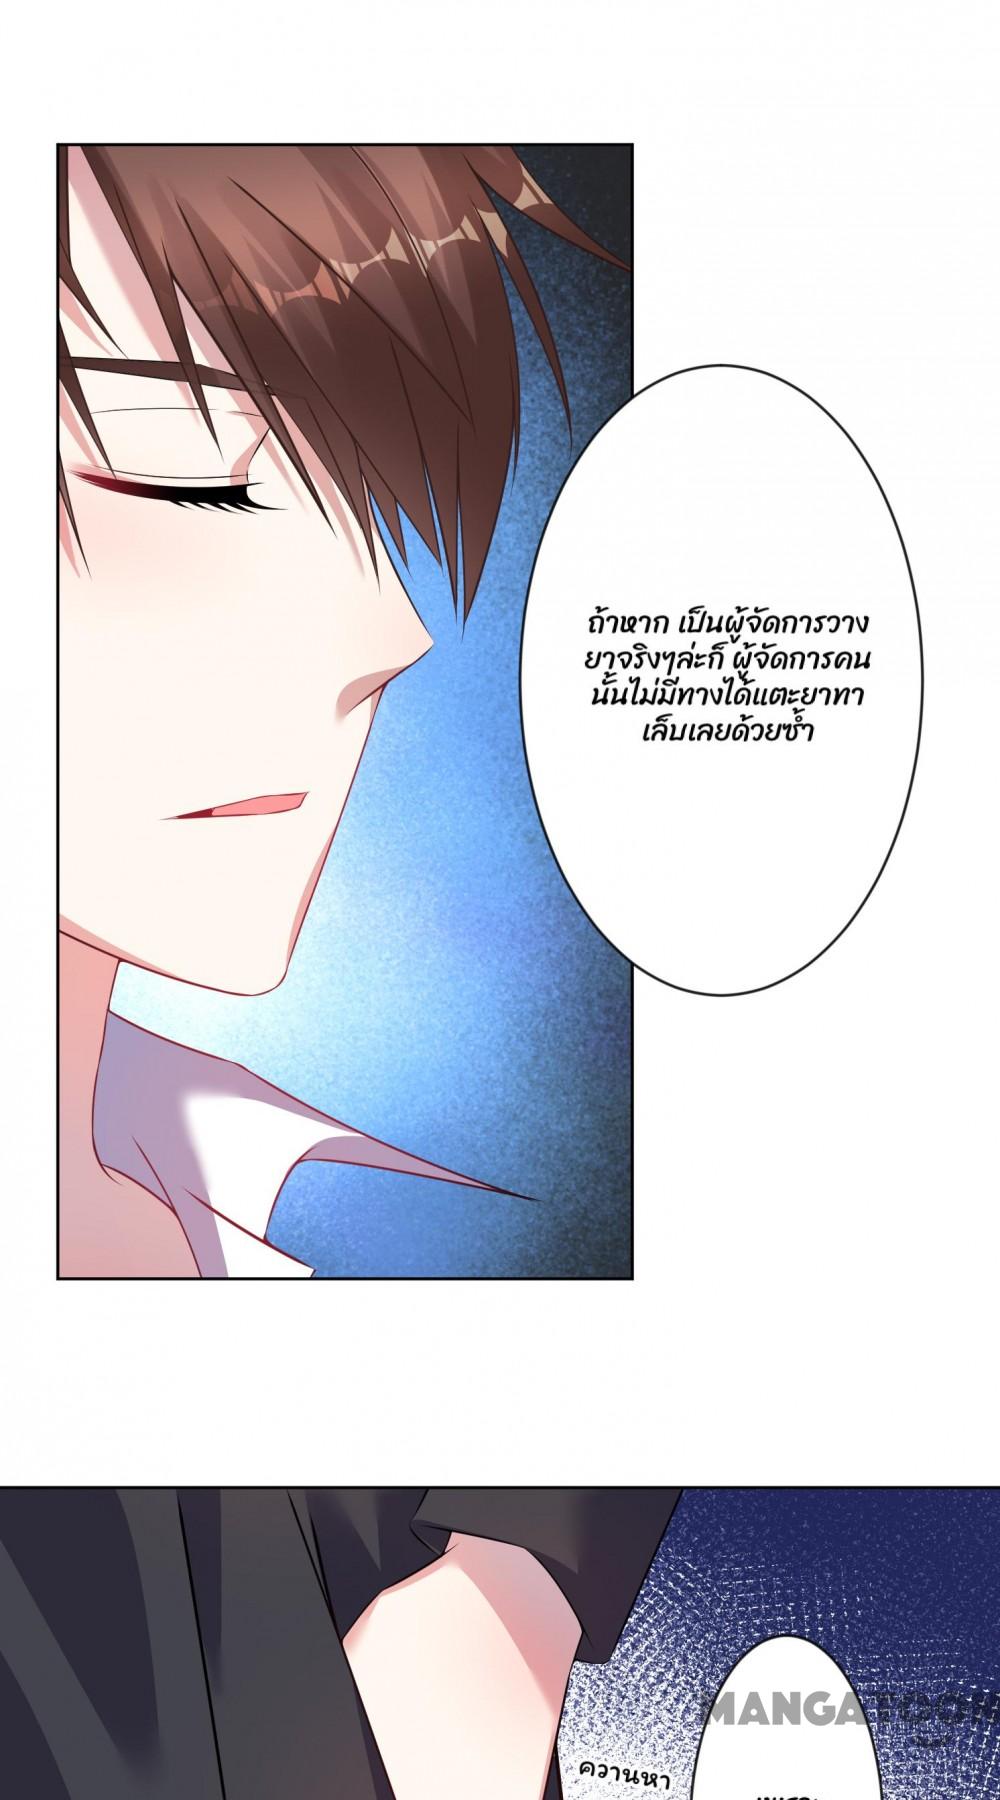 ถ้าหาก เป็นผู้จัดการวาง
ยาจริงๆล่ะก็ ผู้จัดการคน
นั้นไม่มีทางได้แตะยาทา
เล็บเลยด้วยซ้ำ
MANGATOON
ควานหา